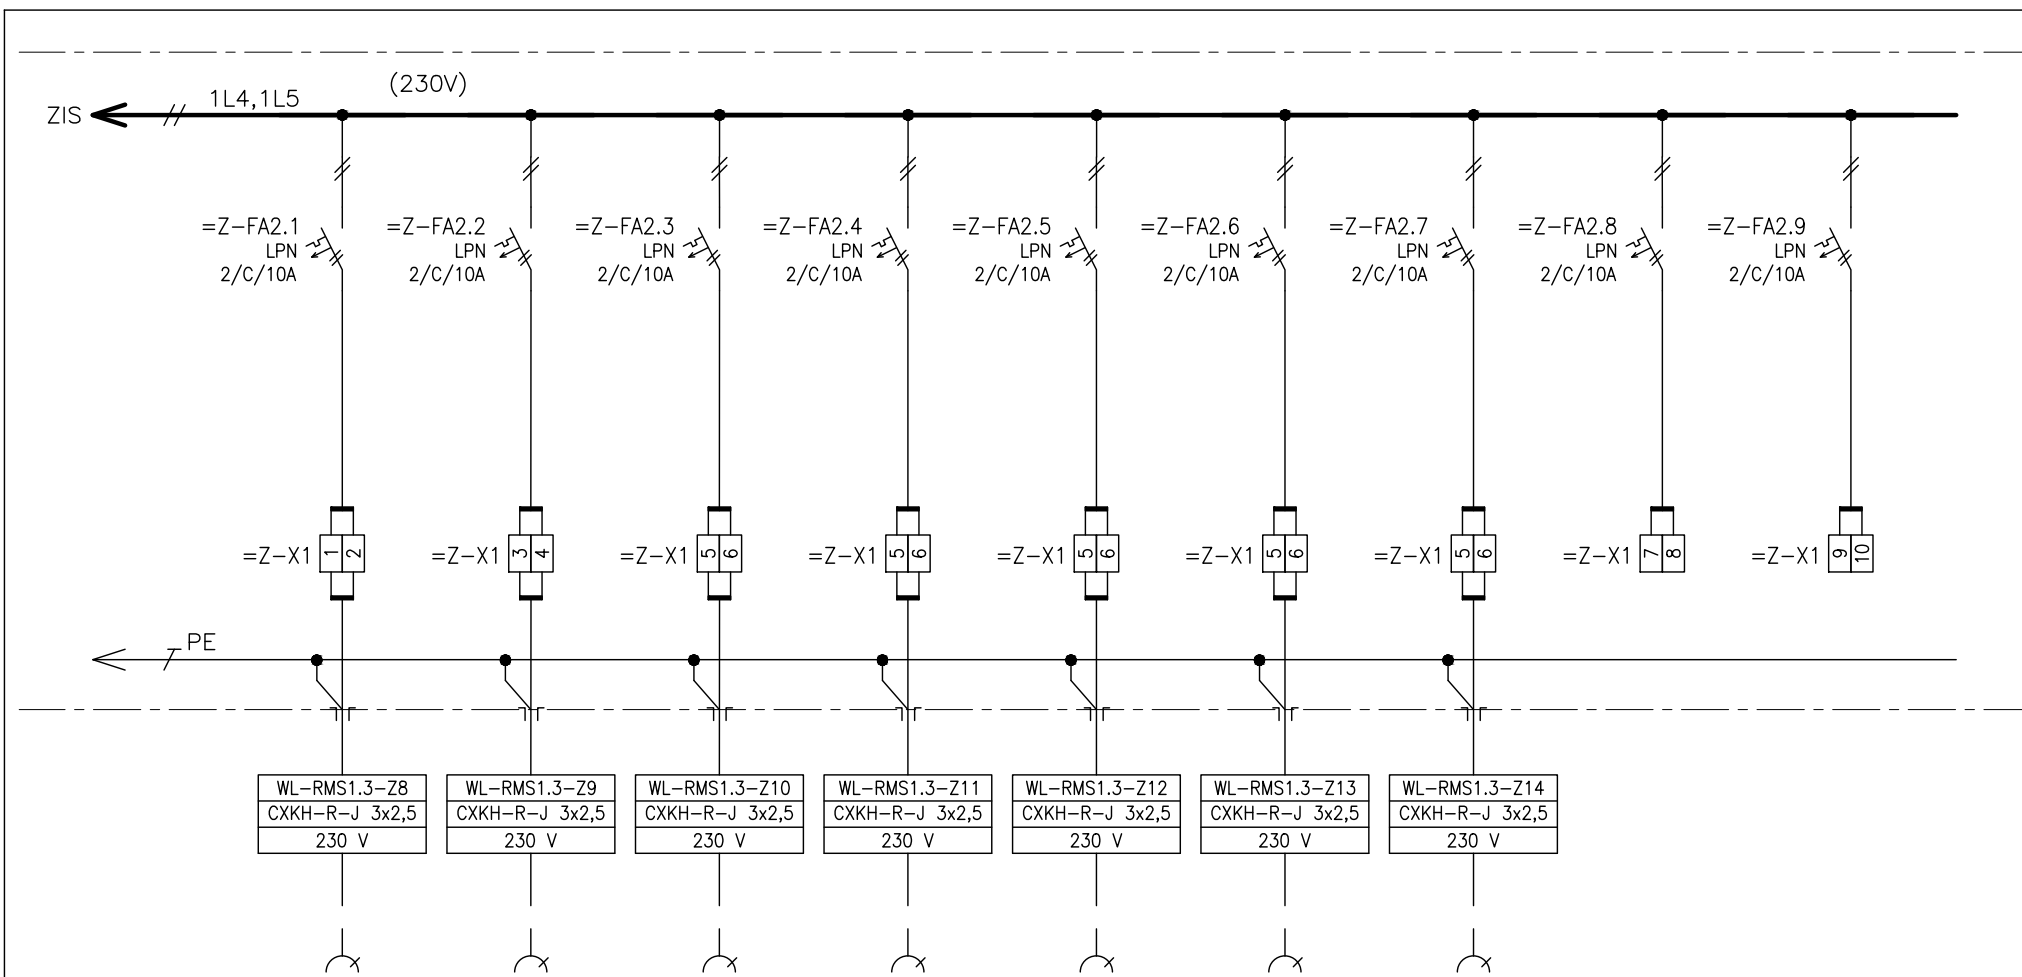 (230V)
ZIS 1L4,1L5
=Z-FA2.1 =Z-FA2.2 =Z-FA2.3 =Z-FA2.4 =Z-FA2.5 =Z-FA2.6 =Z-FA2.7 =Z-FA2.8 =Z-FA2.9
LPN LPN LPN LPN LPN LPN LPN LPN LPN
2/C/10A 2/C/10A 2/C/10A 2/C/10A 2/C/10A 2/C/10A 2/C/10A 2/C/10A 2/C/10A
=Z-X1 1 2 =Z-X1 3 4 =Z-X1 5 6 =Z-X1 5 6 =Z-X1 5 6 =Z-X1 5 6 =Z-X1 5 6 =Z-X1 7 8 =Z-X1 9 10
PE
WL-RMS1.3-Z8 WL-RMS1.3-Z9 WL-RMS1.3-Z10 WL-RMS1.3-Z11 WL-RMS1.3-Z12 WL-RMS1.3-Z13 WL-RMS1.3-Z14
CXKH-R-J 3x2,5 CXKH-R-J 3x2,5 CXKH-R-J 3x2,5 CXKH-R-J 3x2,5 CXKH-R-J 3x2,5 CXKH-R-J 3x2,5 CXKH-R-J 3x2,5
230 V 230 V 230 V 230 V 230 V 230 V 230 V